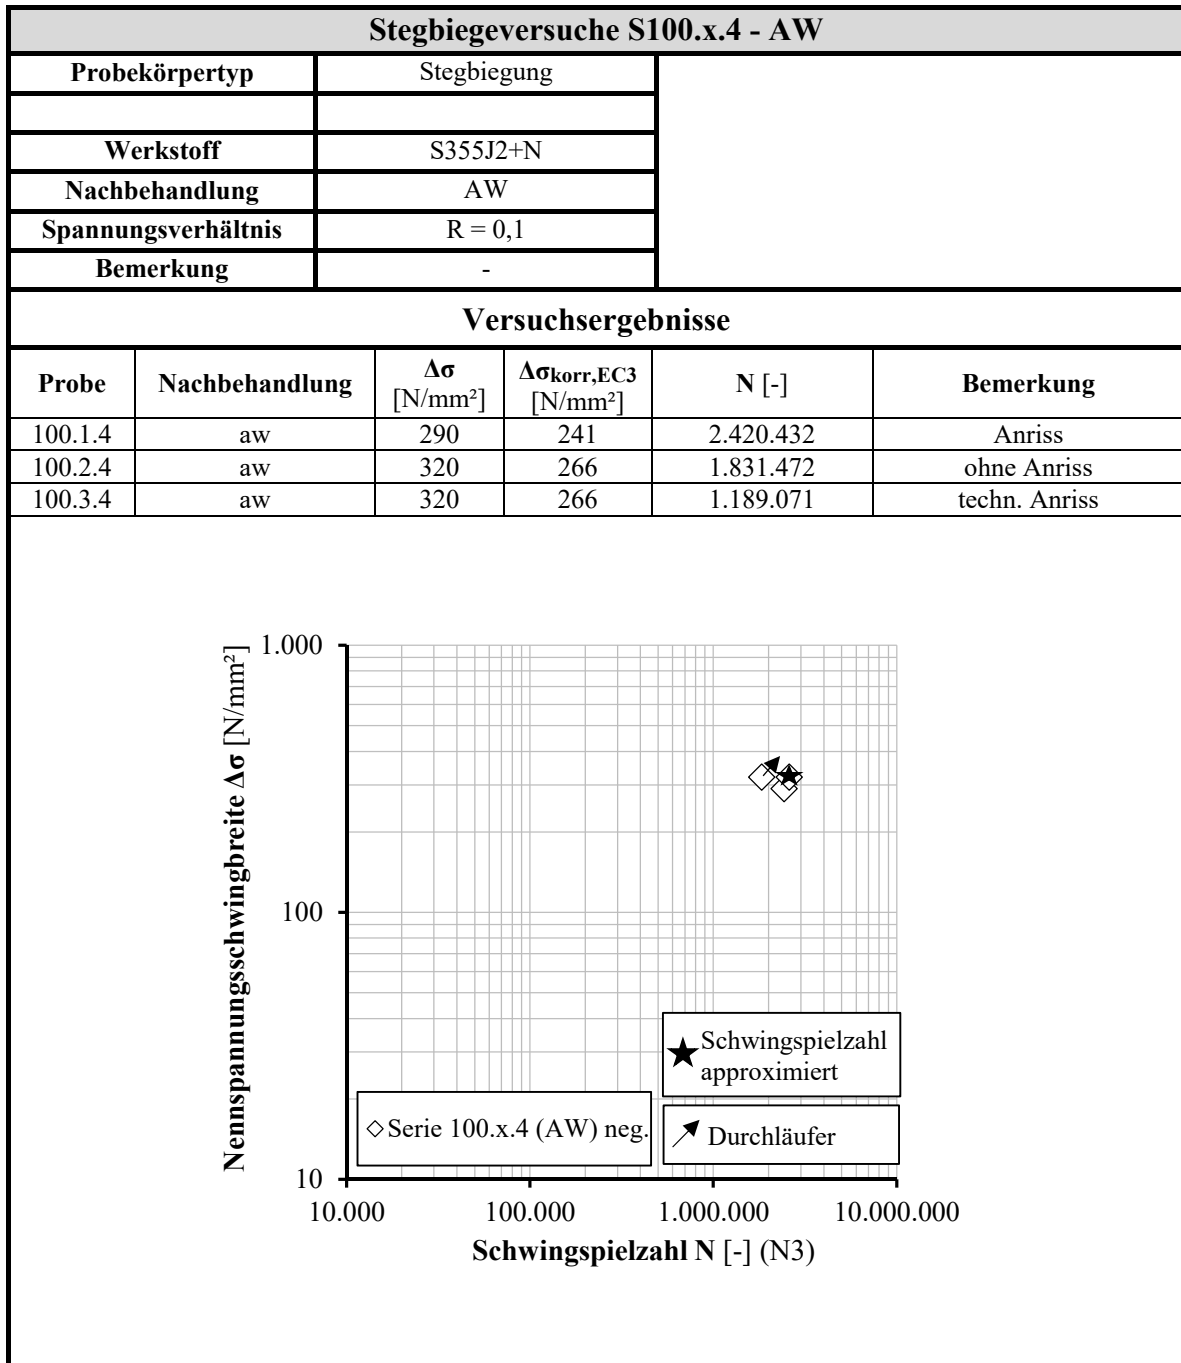 Stegbiegeversuche S100.x.4 - AW
Probekörpertyp Stegbiegung
Werkstoff S355J2+N
Nachbehandlung AW
Spannungsverhältnis R = 0,1
Bemerkung -
Versuchsergebnisse
Probe Nachbehandlung Δσ [N/mm²] Δσkorr,EC3 [N/mm²] N [-] Bemerkung
100.1.4 aw 290 241 2.420.432 Anriss
100.2.4 aw 320 266 1.831.472 ohne Anriss
100.3.4 aw 320 266 1.189.071 techn. Anriss
Nennspannungsschwingbreite Δσ [N/mm²]
1.000
100
10
Schwingspielzahl
approximiert
Serie 100.x.4 (AW) neg.
Durchläufer
10.000 100.000 1.000.000 10.000.000
Schwingspielzahl N [-] (N3)